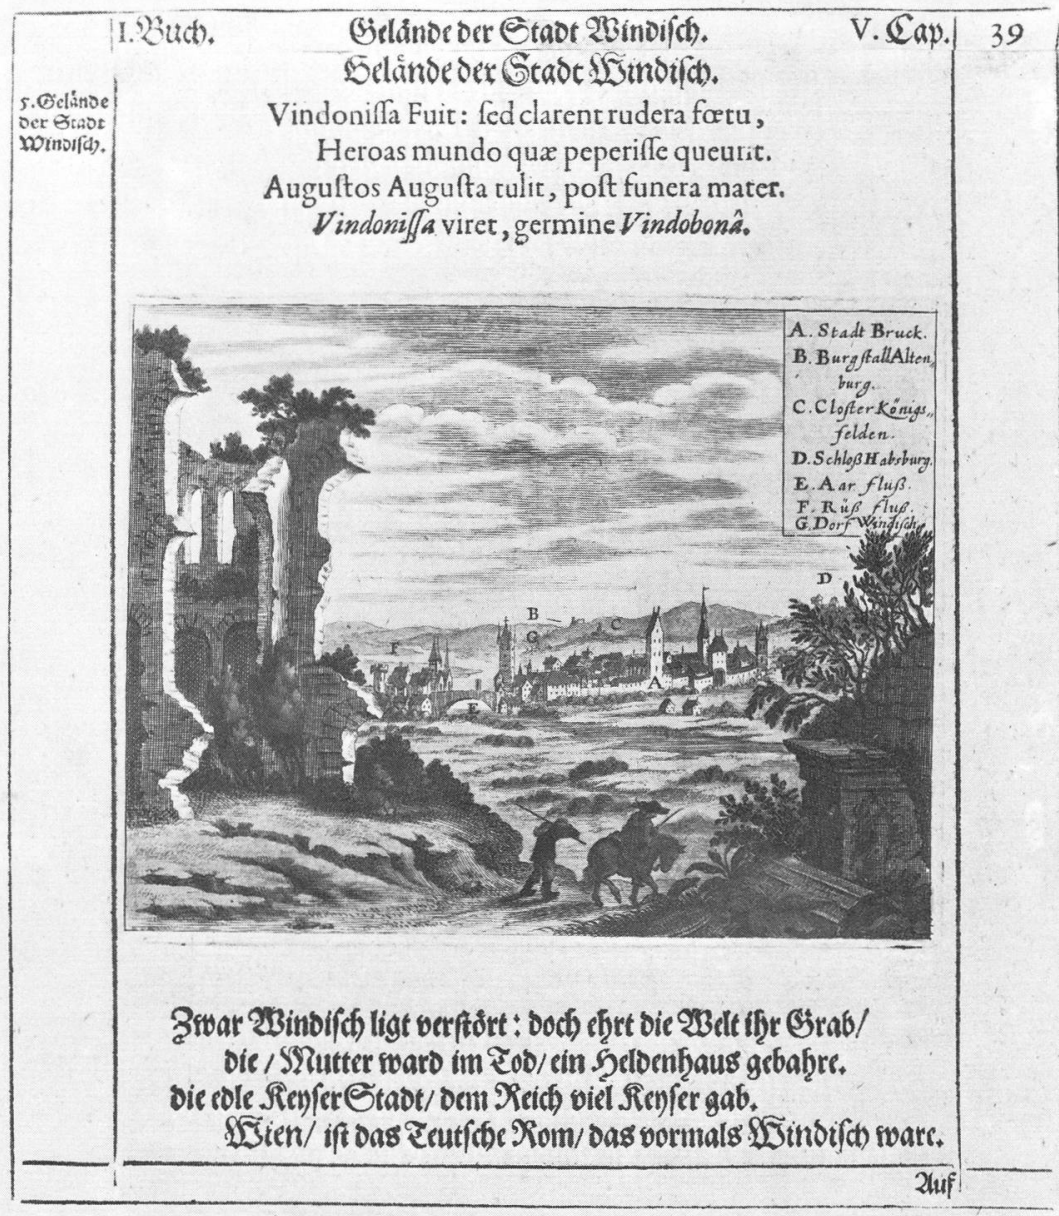 I. Buch. Gelände der Stadt Windisch. V. Cap. 39
Gelände der Stadt Windisch.
5. Gelände
der Stadt
Windisch.
Vindoniſſa Fuit: ſed clarent rudera fœtu,
Heroas mundo quæ peperiſſe queunt.
Auguſtos Auguſta tulit, poſt funera mater.
Vindoniſſa viret, germine Vindobonâ.
A. Stadt Bruck.
B. Burgſtall Alten„
burg.
C. Cloſter Königs„
felden.
D. Schloß Habsburg.
E. Aar fluß.
F. Rüß fluß.
G. Dorf Windiſch.
D
B
C
G
F
A
E
Zwar Windiſch ligt verſtört: doch ehrt die Welt ihr Grab/
die / Mutter ward im Tod/ ein Heldenhaus gebahre.
die edle Keyſer Stadt/ dem Reich viel Keyſer gab.
Wien/ iſt das Teutſche Rom/ das vormals Windiſch ware.
Auf